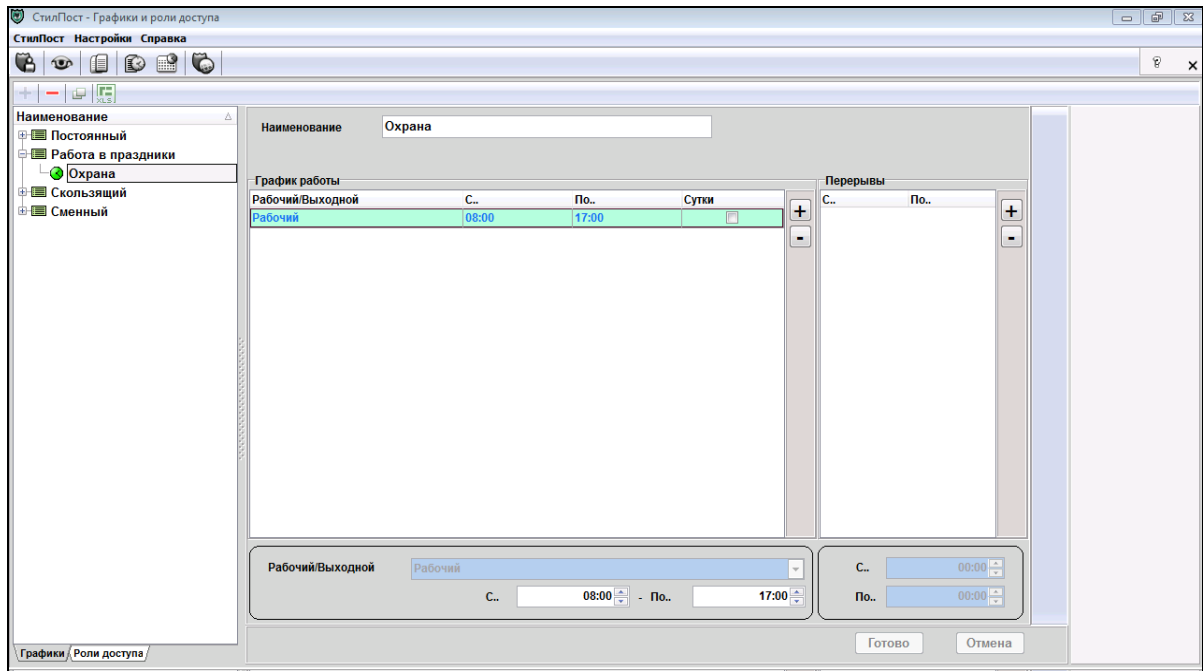 СтилПост - Графики и роли доступа
СтилПост Настройки Справка
XLS
Наименование
Постоянный
Работа в праздники
Охрана
Скользящий
Сменный
Наименование Охрана
График работы
Рабочий/Выходной С.. По.. Сутки
Рабочий 08:00 17:00
+
-
Перерывы
С.. По..
+
-
Рабочий/Выходной Рабочий
С.. 08:00 - По.. 17:00
С.. 00:00
По.. 00:00
Готово Отмена
Графики Роли доступа